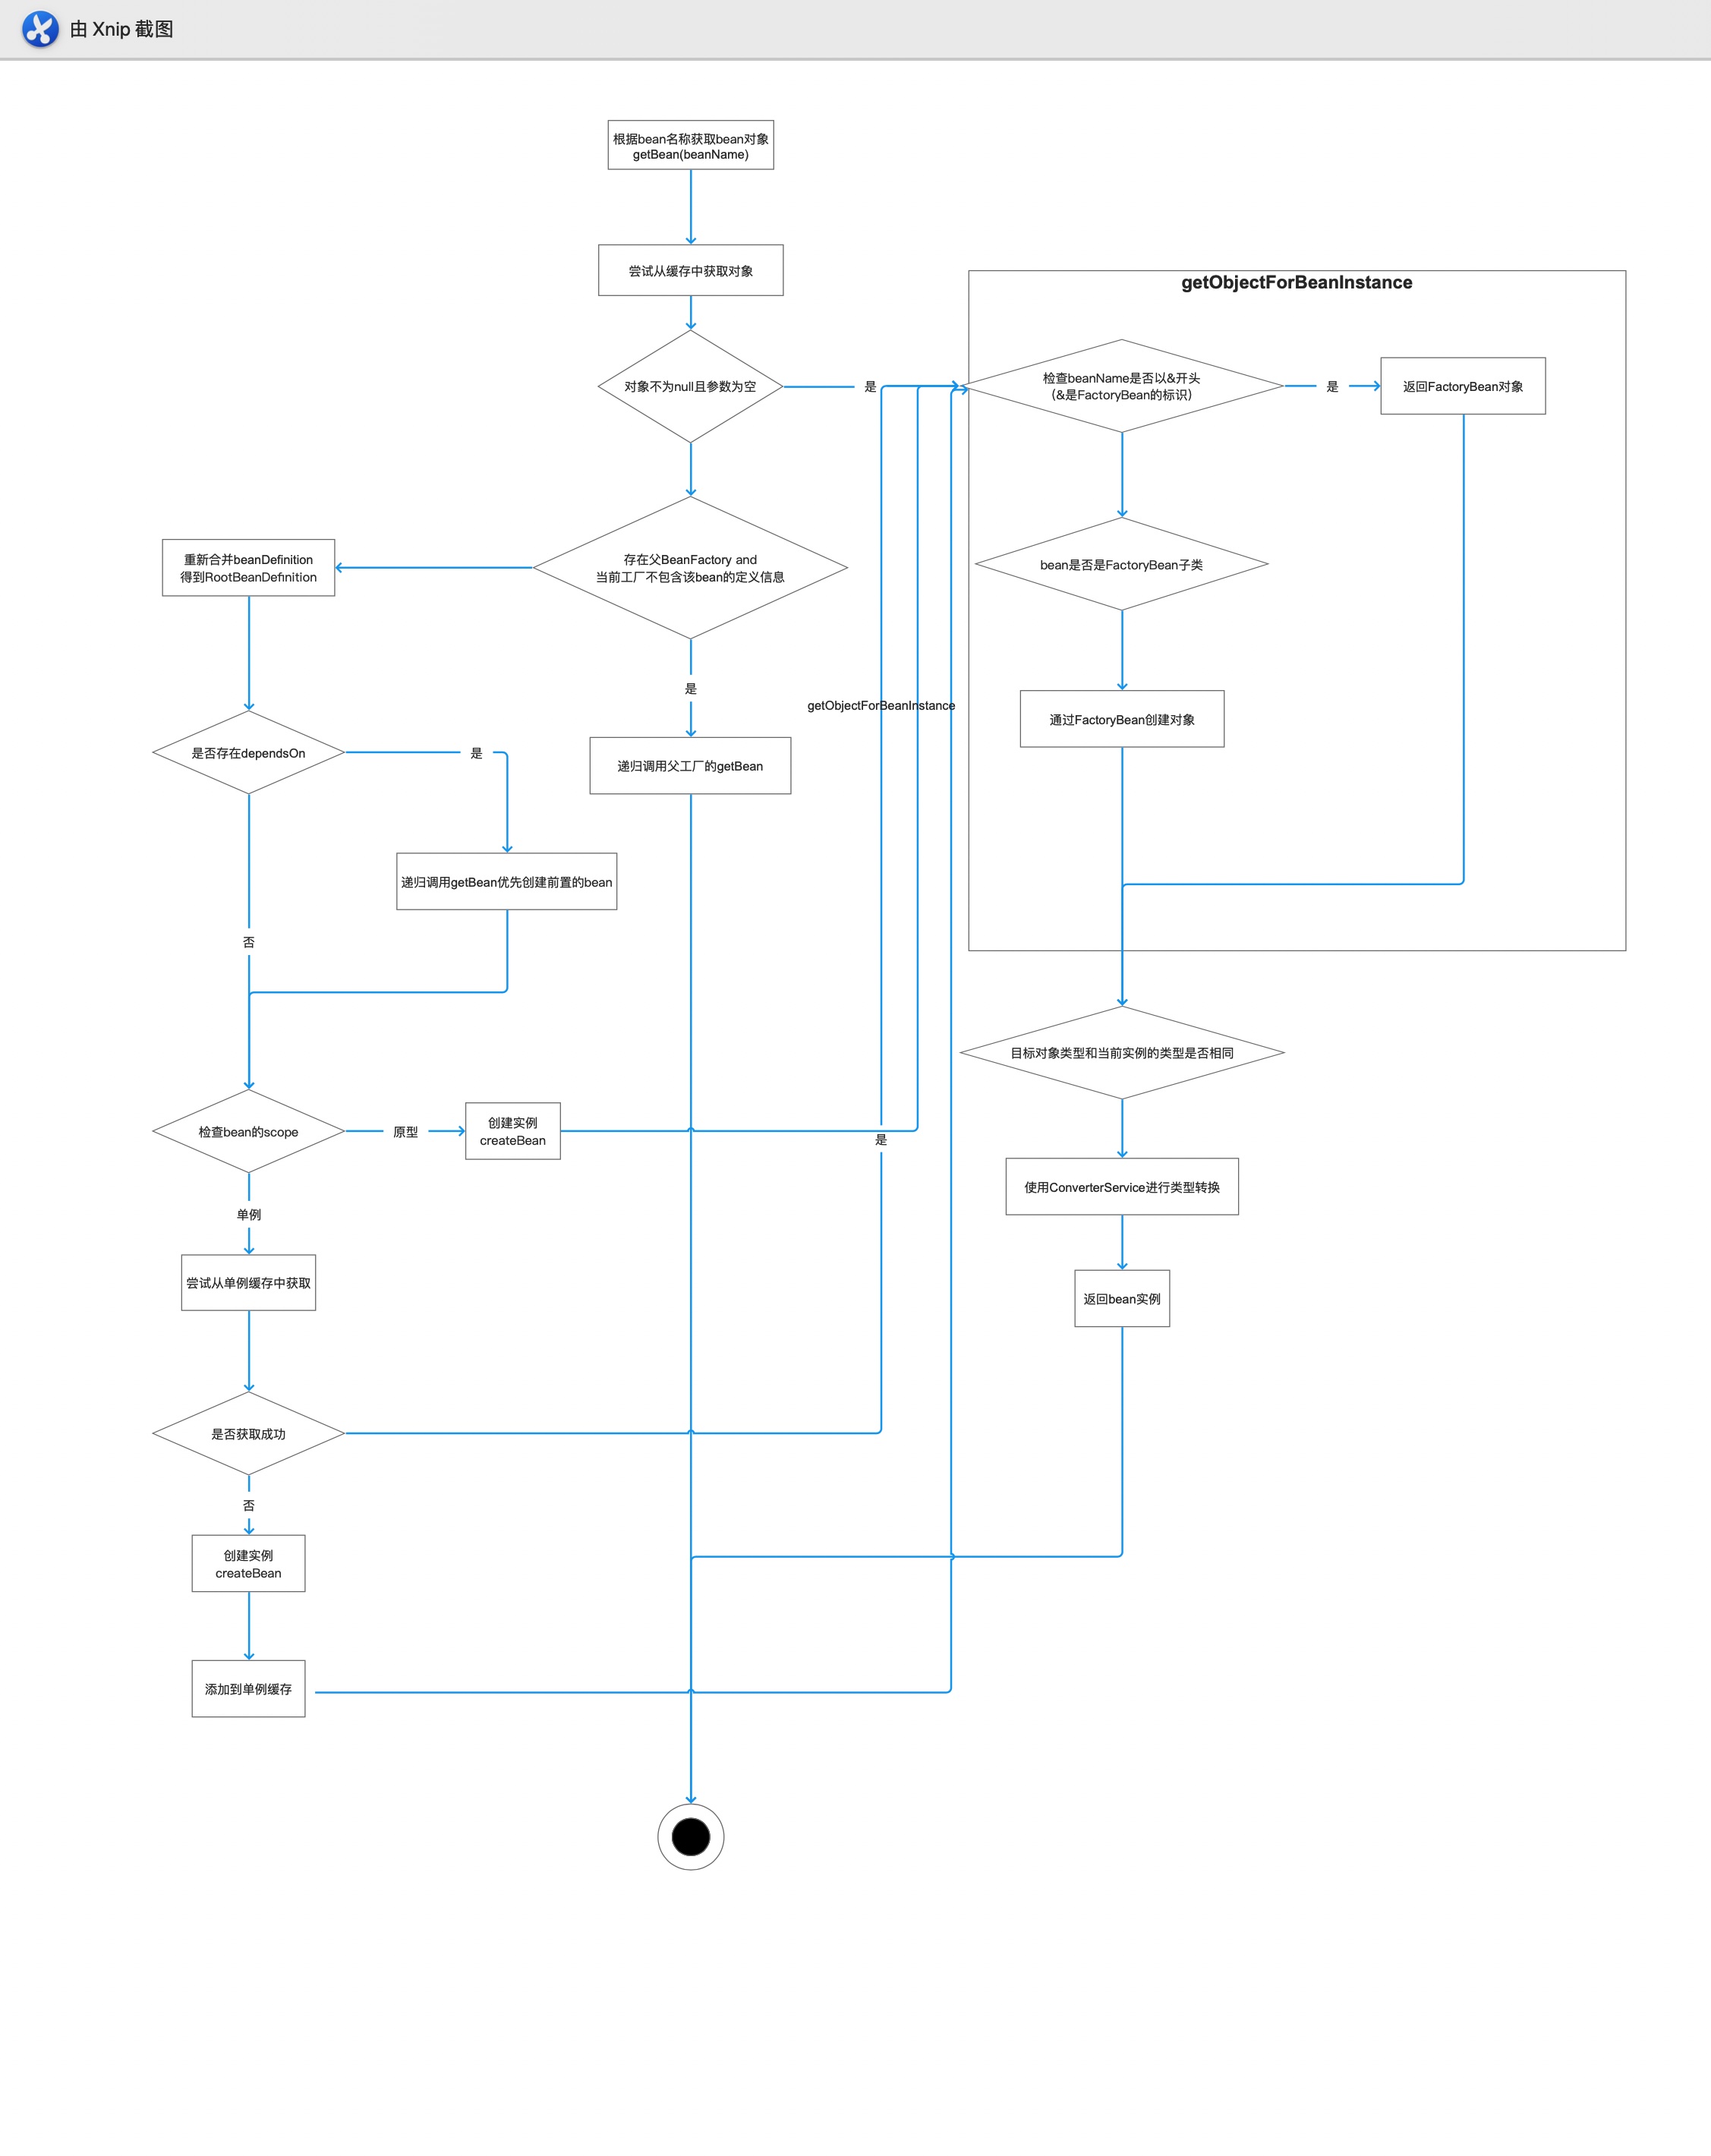 由 Xnip 截图
根据bean名称获取bean对象
getBean(beanName)
尝试从缓存中获取对象
getObjectForBeanInstance
对象不为null且参数为空
是
检查beanName是否以&开头
(&是FactoryBean的标识)
是
返回FactoryBean对象
重新合并beanDefinition
得到RootBeanDefinition
存在父BeanFactory and
当前工厂不包含该bean的定义信息
bean是否是FactoryBean子类
是
getObjectForBeanInstance
通过FactoryBean创建对象
是否存在dependsOn
是
递归调用父工厂的getBean
递归调用getBean优先创建前置的bean
否
目标对象类型和当前实例的类型是否相同
检查bean的scope
原型
创建实例
createBean
是
使用ConverterService进行类型转换
单例
尝试从单例缓存中获取
返回bean实例
是否获取成功
否
创建实例
createBean
添加到单例缓存